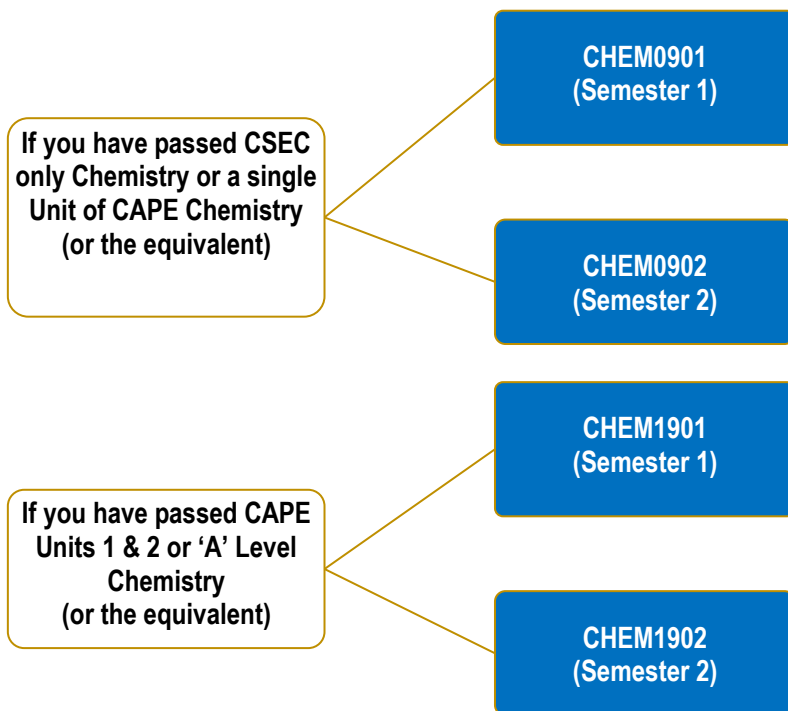 If you have passed CSEC
only Chemistry or a single
Unit of CAPE Chemistry
(or the equivalent)
CHEM0901
(Semester 1)
CHEM0902
(Semester 2)
If you have passed CAPE
Units 1 & 2 or ‘A’ Level
Chemistry
(or the equivalent)
CHEM1901
(Semester 1)
CHEM1902
(Semester 2)